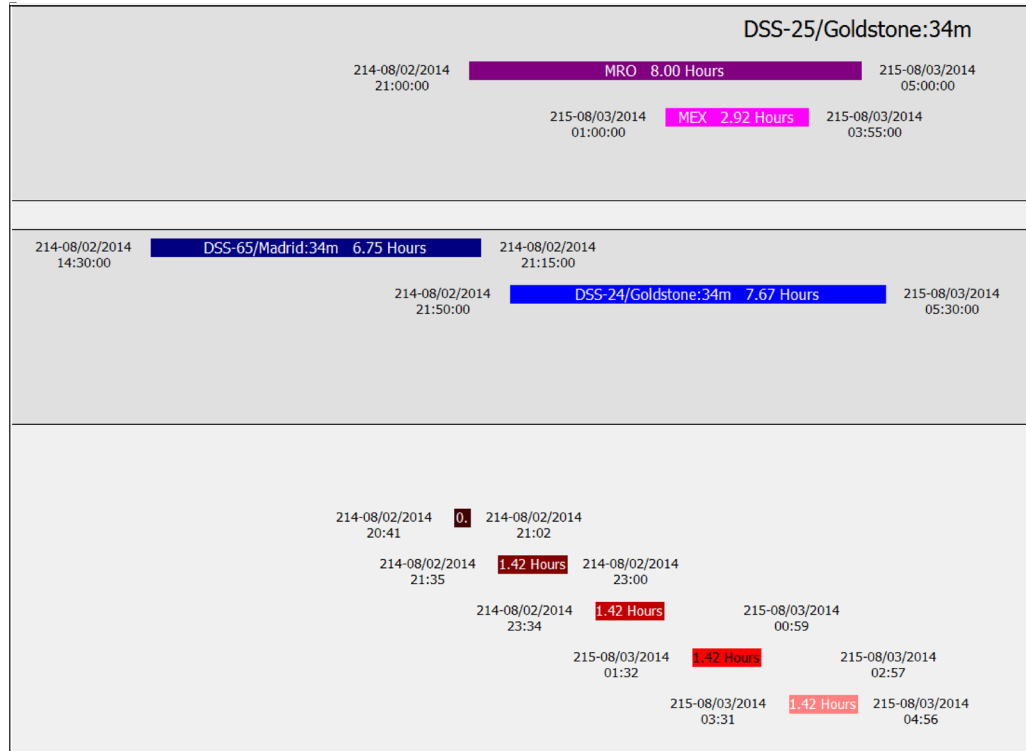 DSS-25/Goldstone:34m
214-08/02/2014 MRO 8.00 Hours 215-08/03/2014
21:00:00 05:00:00
215-08/03/2014 MEX 2.92 Hours 215-08/03/2014
01:00:00 03:55:00
214-08/02/2014 DSS-65/Madrid:34m 6.75 Hours 214-08/02/2014
14:30:00 21:15:00
214-08/02/2014 DSS-24/Goldstone:34m 7.67 Hours 215-08/03/2014
21:50:00 05:30:00
214-08/02/2014 0. 214-08/02/2014
20:41 21:02
214-08/02/2014 1.42 Hours 214-08/02/2014
21:35 23:00
214-08/02/2014 1.42 Hours 215-08/03/2014
23:34 00:59
215-08/03/2014 1.42 Hours 215-08/03/2014
01:32 02:57
215-08/03/2014 1.42 Hours 215-08/03/2014
03:31 04:56